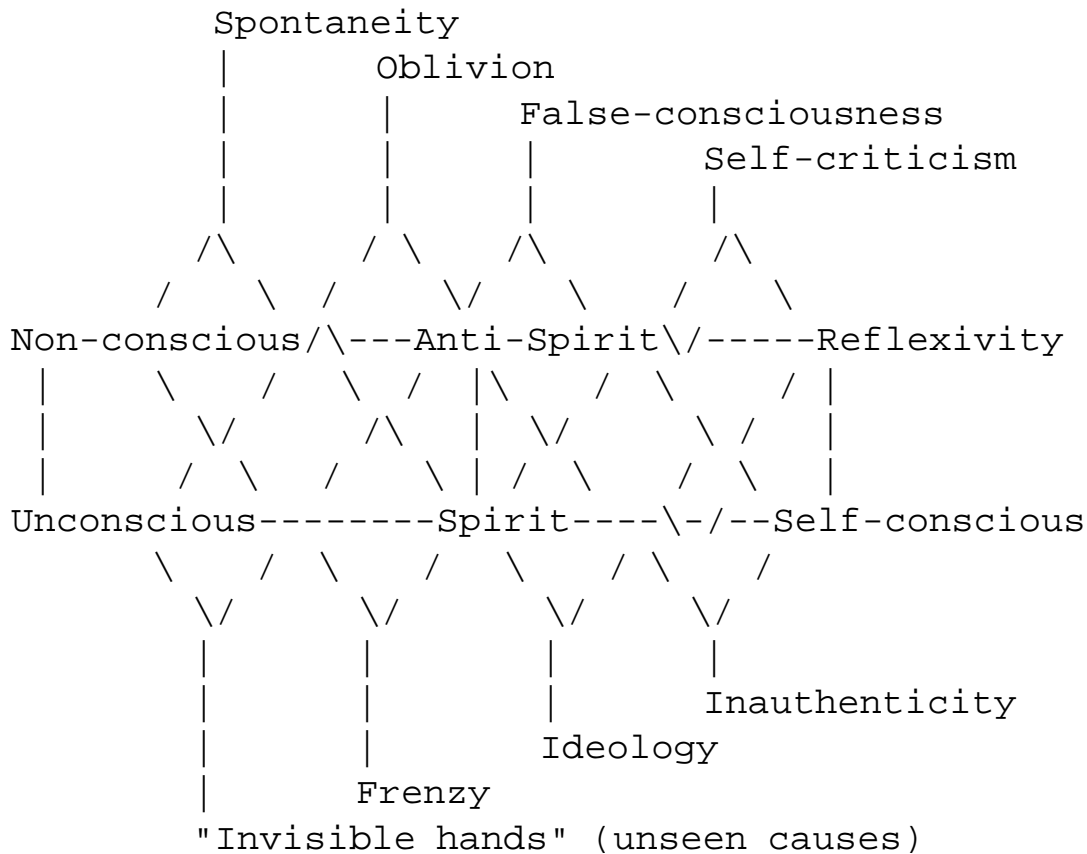 Spontaneity
Oblivion
False-consciousness
Self-criticism
Non-conscious Anti-Spirit Reflexivity
Unconscious Spirit Self-conscious
Inauthenticity
Ideology
Frenzy
"Invisible hands" (unseen causes)